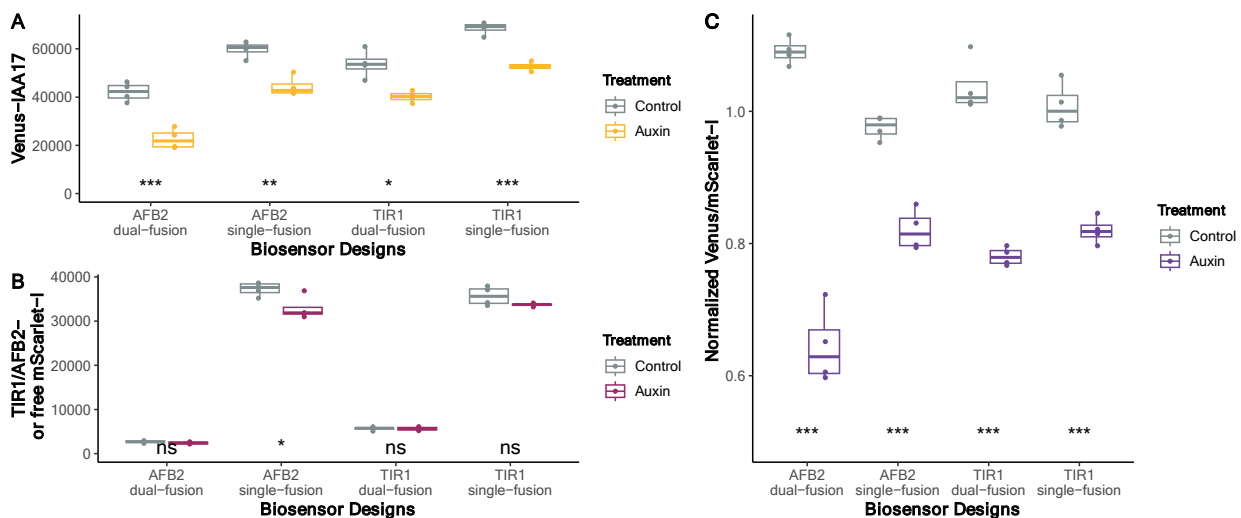 A
Venus−IAA17
60000
40000
20000
0
***
**
*
***
AFB2
dual−fusion
AFB2
single−fusion
TIR1
dual−fusion
TIR1
single−fusion
Biosensor Designs
Treatment
Control
Auxin
B
TIR1/AFB2−
or free mScarlet−I
40000
30000
20000
10000
0
ns
*
ns
ns
AFB2
dual−fusion
AFB2
single−fusion
TIR1
dual−fusion
TIR1
single−fusion
Biosensor Designs
Treatment
Control
Auxin
C
Normalized Venus/mScarlet−I
1.0
0.8
0.6
***
***
***
***
AFB2
dual−fusion
AFB2
single−fusion
TIR1
dual−fusion
TIR1
single−fusion
Biosensor Designs
Treatment
Control
Auxin